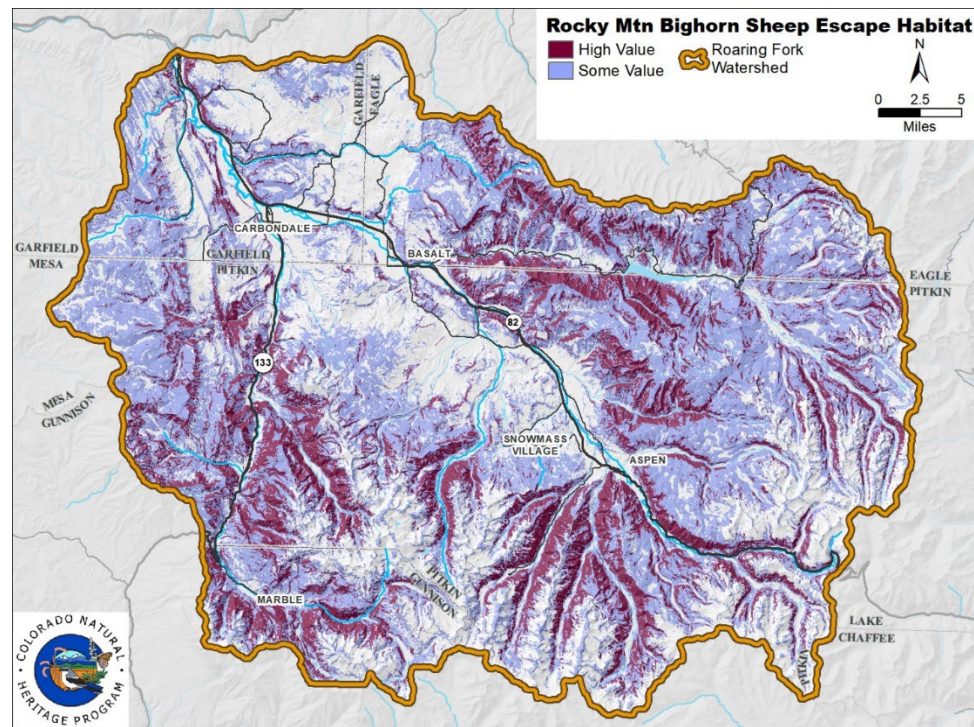 Rocky Mtn Bighorn Sheep Escape Habitat
High Value
Some Value
Roaring Fork
Watershed
N
0 2.5 5
Miles
GARFIELD
EAGLE
CARBONDALE
GARFIELD
MESA
GARFIELD
PITKIN
BASALT
EAGLE
PITKIN
82
133
MESA
GUNNISON
SNOWMASS
VILLAGE
ASPEN
PITKIN
GUNNISON
MARBLE
LAKE
CHAFFEE
PITKIN
COLORADO NATURAL
HERITAGE PROGRAM